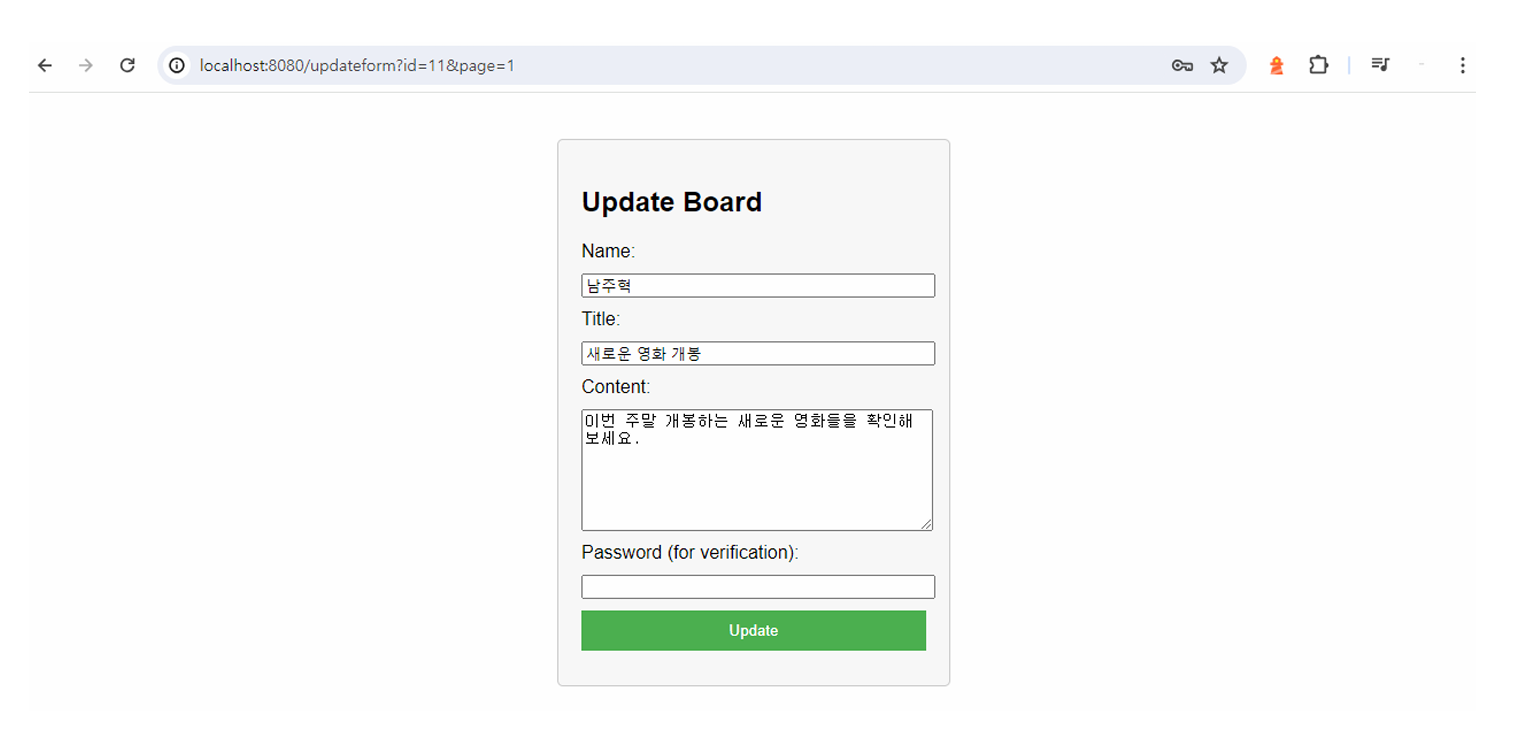 localhost:8080/updateform?id=11&page=1
Update Board
Name:
남주혁
Title:
새로운 영화 개봉
Content:
이번 주말 개봉하는 새로운 영화들을 확인해
보세요.
Password (for verification):
Update